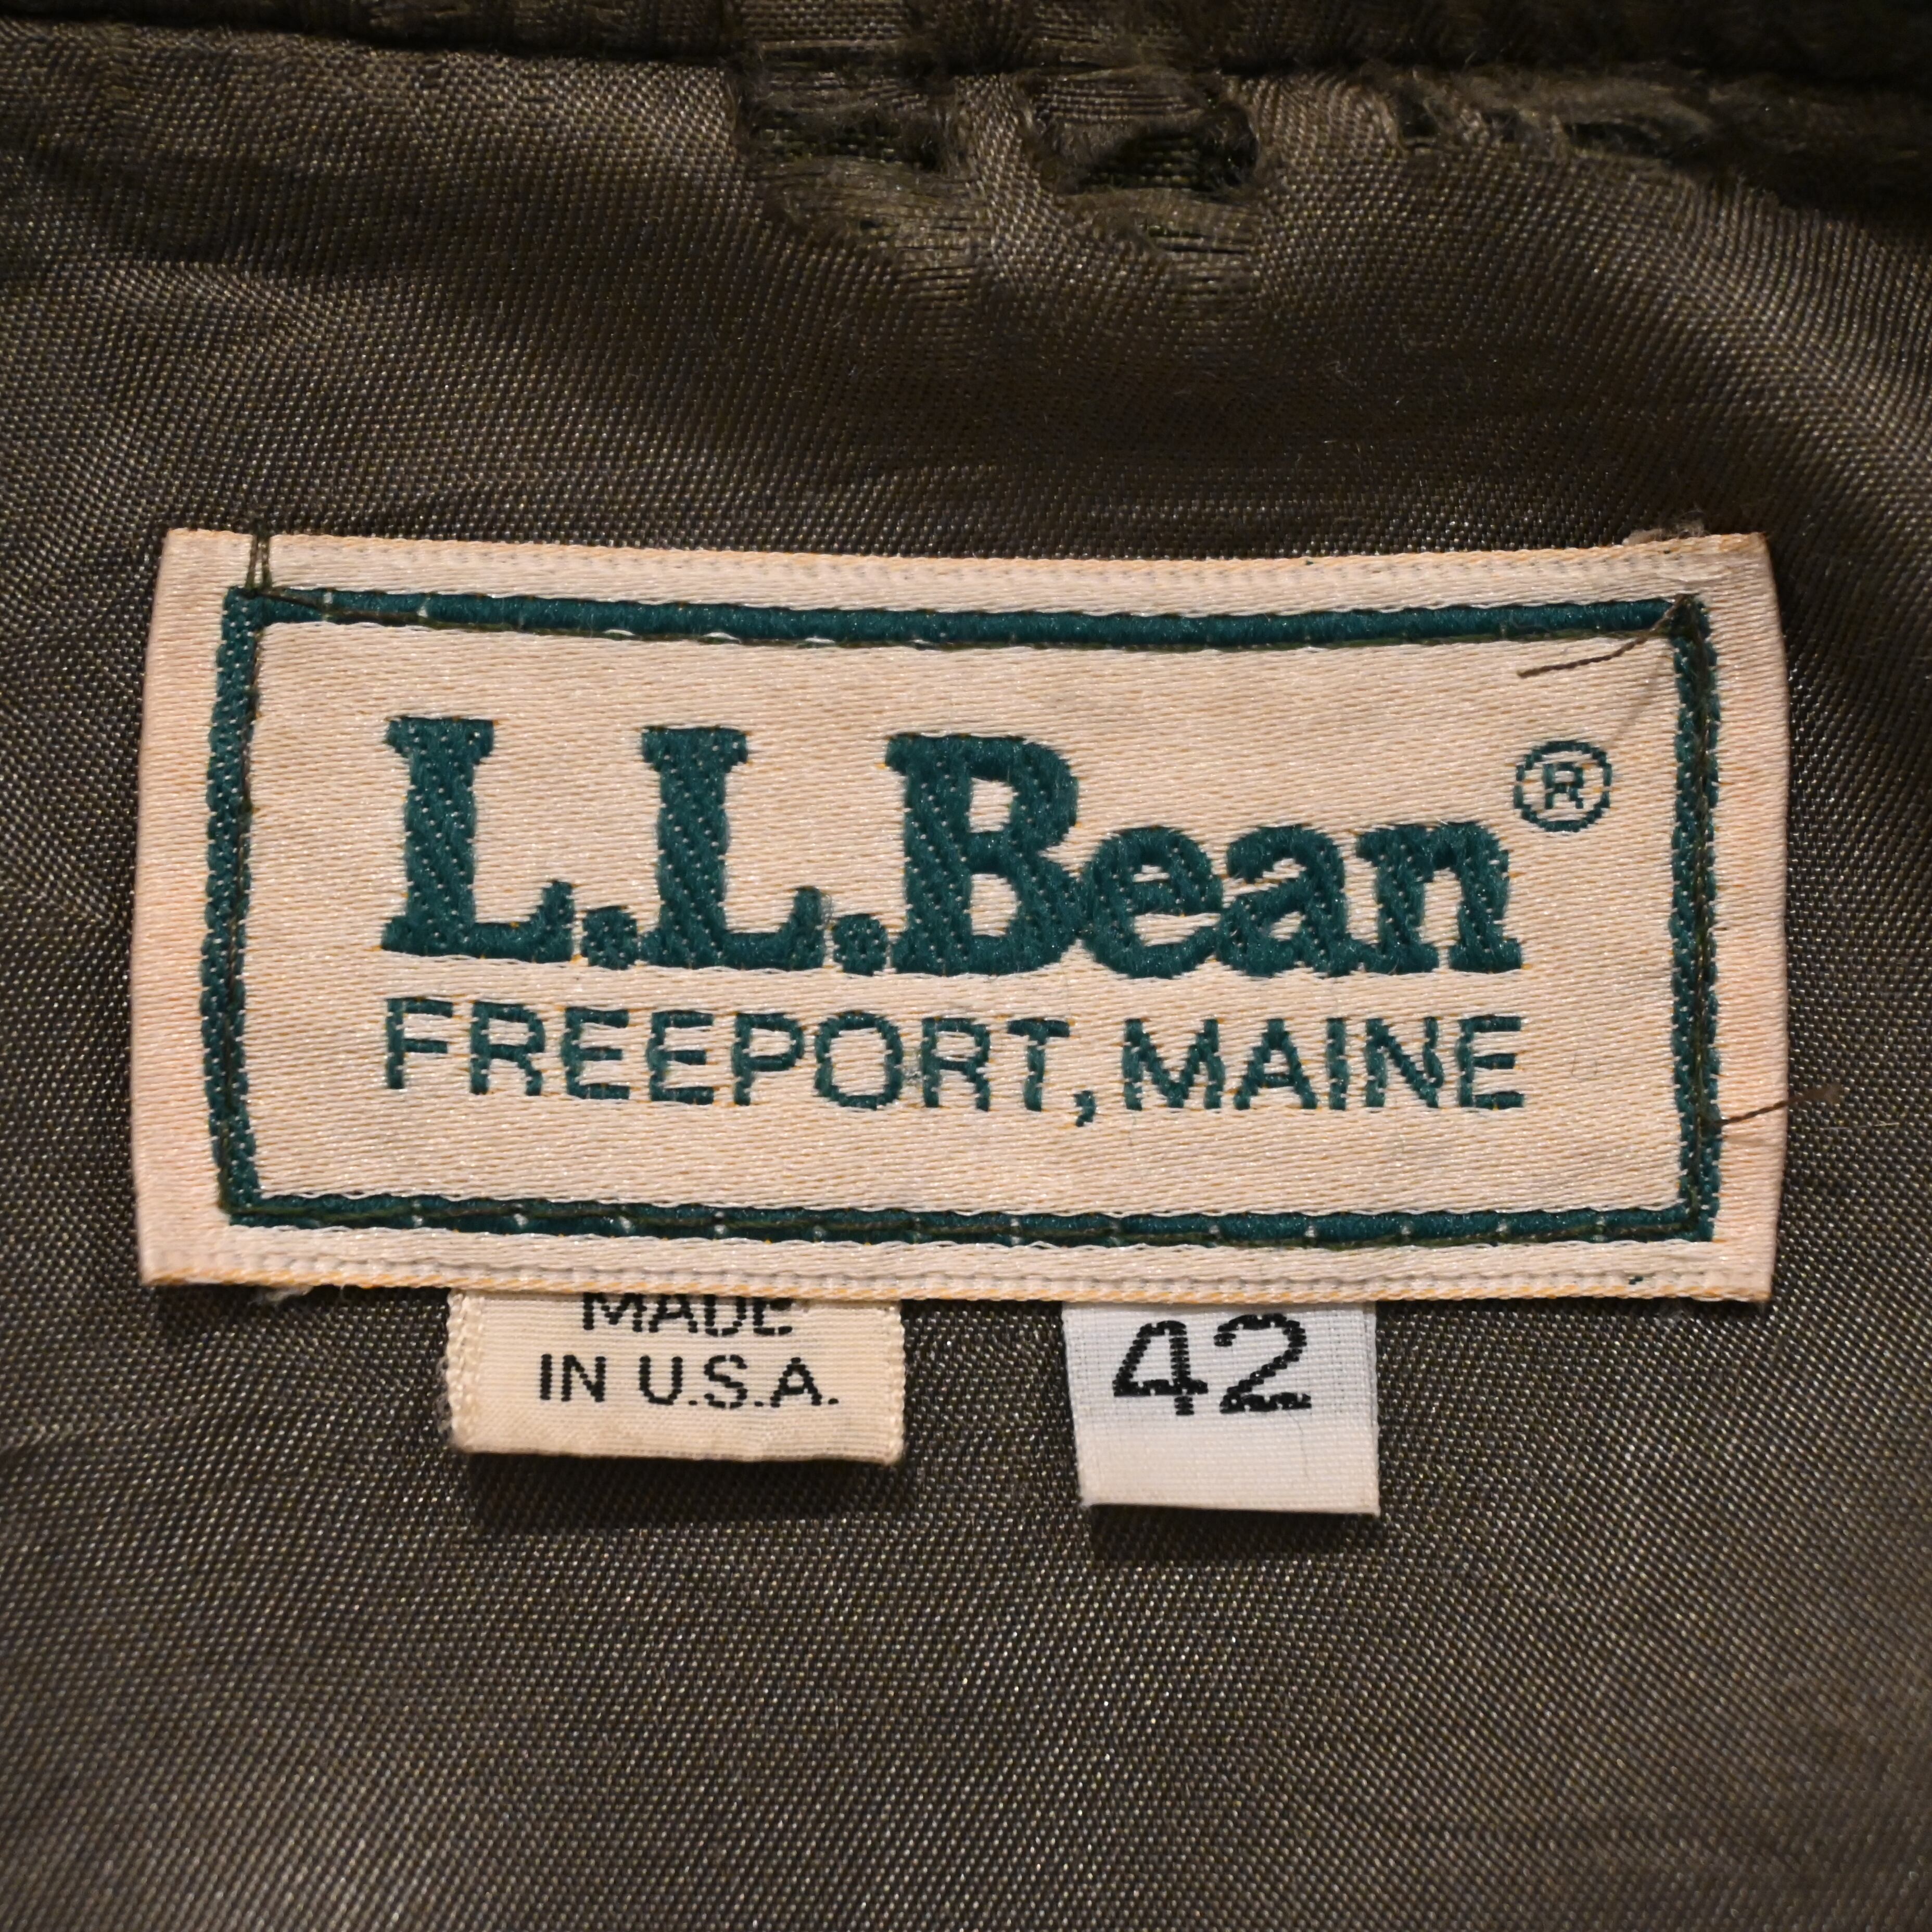 L.L.Bean®
FREEPORT, MAINE
MADE
IN U.S.A.
42